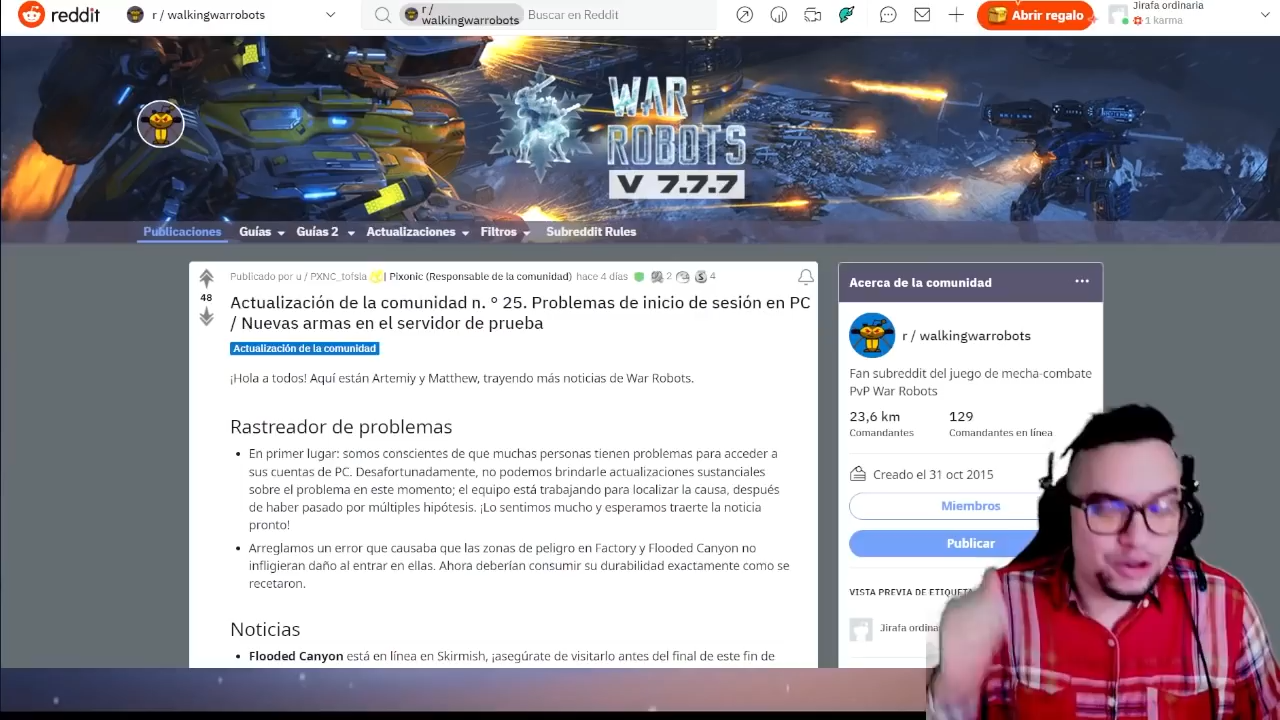 reddit
r / walkingwarrobots
r /
walkingwarrobots
Buscar en Reddit
Abrir regalo
Jirafa ordinaria
1 karma
WAR
ROBOTS
V 7.7.7
Publicaciones
Guías
Guías 2
Actualizaciones
Filtros
Subreddit Rules
48
Publicado por u / PXNC_tofsla | Pixonic (Responsable de la comunidad) hace 4 días 2 4
Actualización de la comunidad n. ° 25. Problemas de inicio de sesión en PC
/ Nuevas armas en el servidor de prueba
Actualización de la comunidad
¡Hola a todos! Aquí están Artemiy y Matthew, trayendo más noticias de War Robots.
Rastreador de problemas
• En primer lugar: somos conscientes de que muchas personas tienen problemas para acceder a
sus cuentas de PC. Desafortunadamente, no podemos brindarle actualizaciones sustanciales
sobre el problema en este momento; el equipo está trabajando para localizar la causa, después
de haber pasado por múltiples hipótesis. ¡Lo sentimos mucho y esperamos traerte la noticia
pronto!
• Arreglamos un error que causaba que las zonas de peligro en Factory y Flooded Canyon no
infligieran daño al entrar en ellas. Ahora deberían consumir su durabilidad exactamente como se
recetaron.
Noticias
• Flooded Canyon está en línea en Skirmish, ¡asegúrate de visitarlo antes del final de este fin de
Acerca de la comunidad
r / walkingwarrobots
Fan subreddit del juego de mecha-combate
PvP War Robots
23,6 km
129
Comandantes
Comandantes en línea
Creado el 31 oct 2015
Miembros
Publicar
VISTA PREVIA DE ETIQUETA
Jirafa ordina